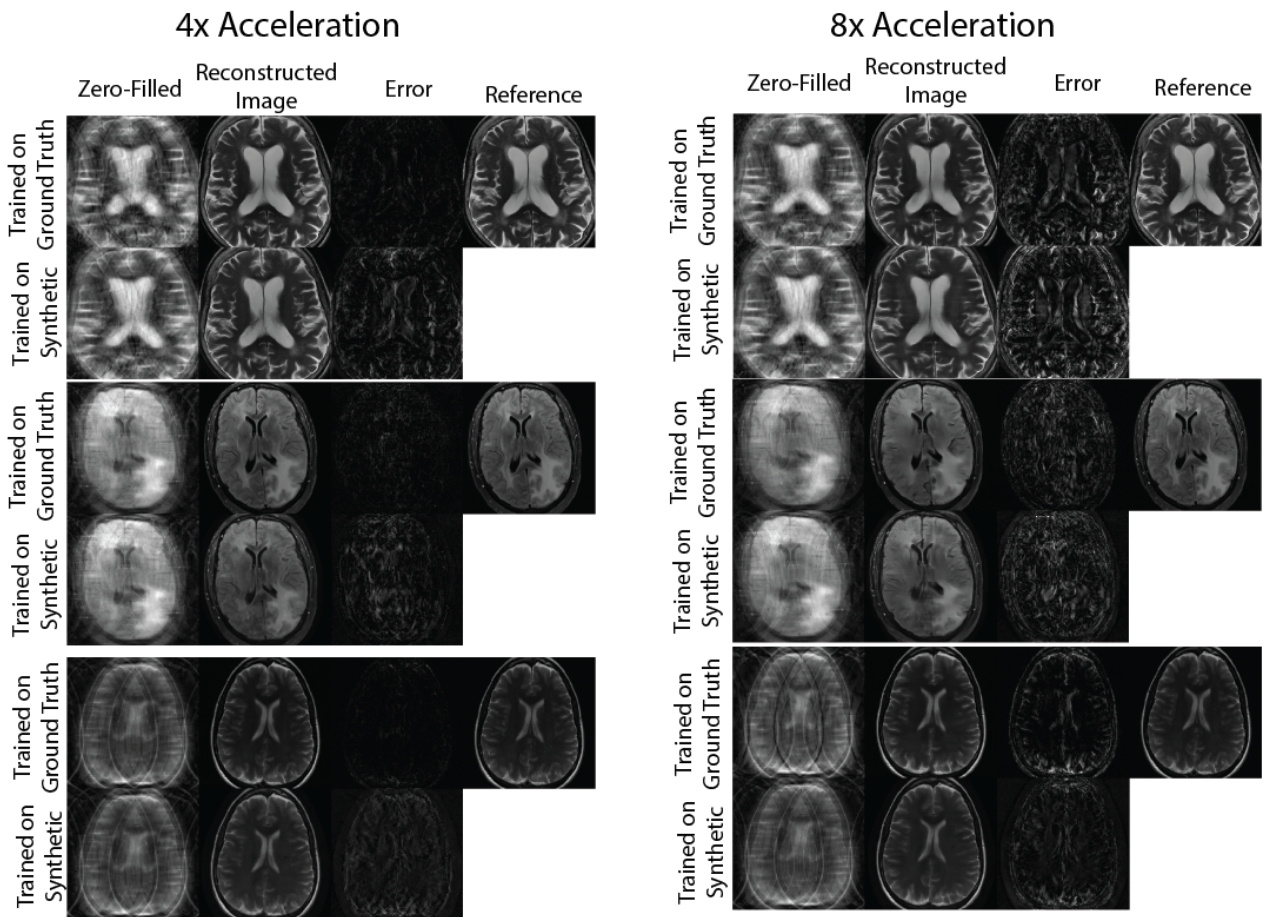 4x Acceleration
Zero-Filled
Reconstructed
Image
Error
Reference
Trained on
Ground Truth
Trained on
Synthetic
Trained on
Ground Truth
Trained on
Synthetic
Trained on
Ground Truth
Trained on
Synthetic
8x Acceleration
Zero-Filled
Reconstructed
Image
Error
Reference
Trained on
Ground Truth
Trained on
Synthetic
Trained on
Ground Truth
Trained on
Synthetic
Trained on
Ground Truth
Trained on
Synthetic